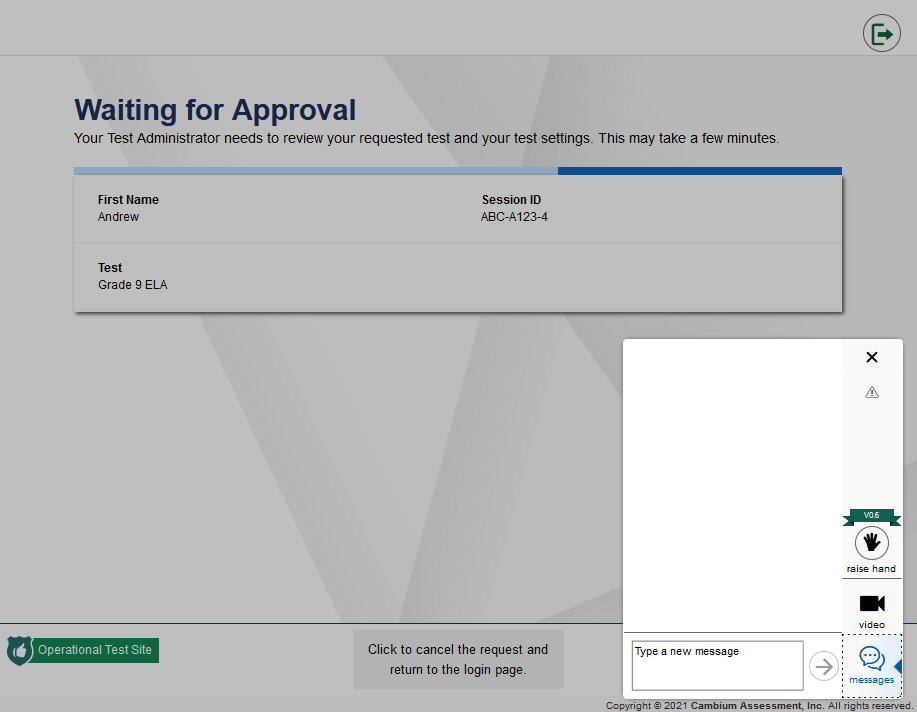 Waiting for Approval
Your Test Administrator needs to review your requested test and your test settings. This may take a few minutes.
First Name
Andrew
Session ID
ABC-A123-4
Test
Grade 9 ELA
V0.6
raise hand
video
messages
Type a new message
Operational Test Site
Click to cancel the request and
return to the login page.
Copyright © 2021 Cambium Assessment, Inc. All rights reserved.